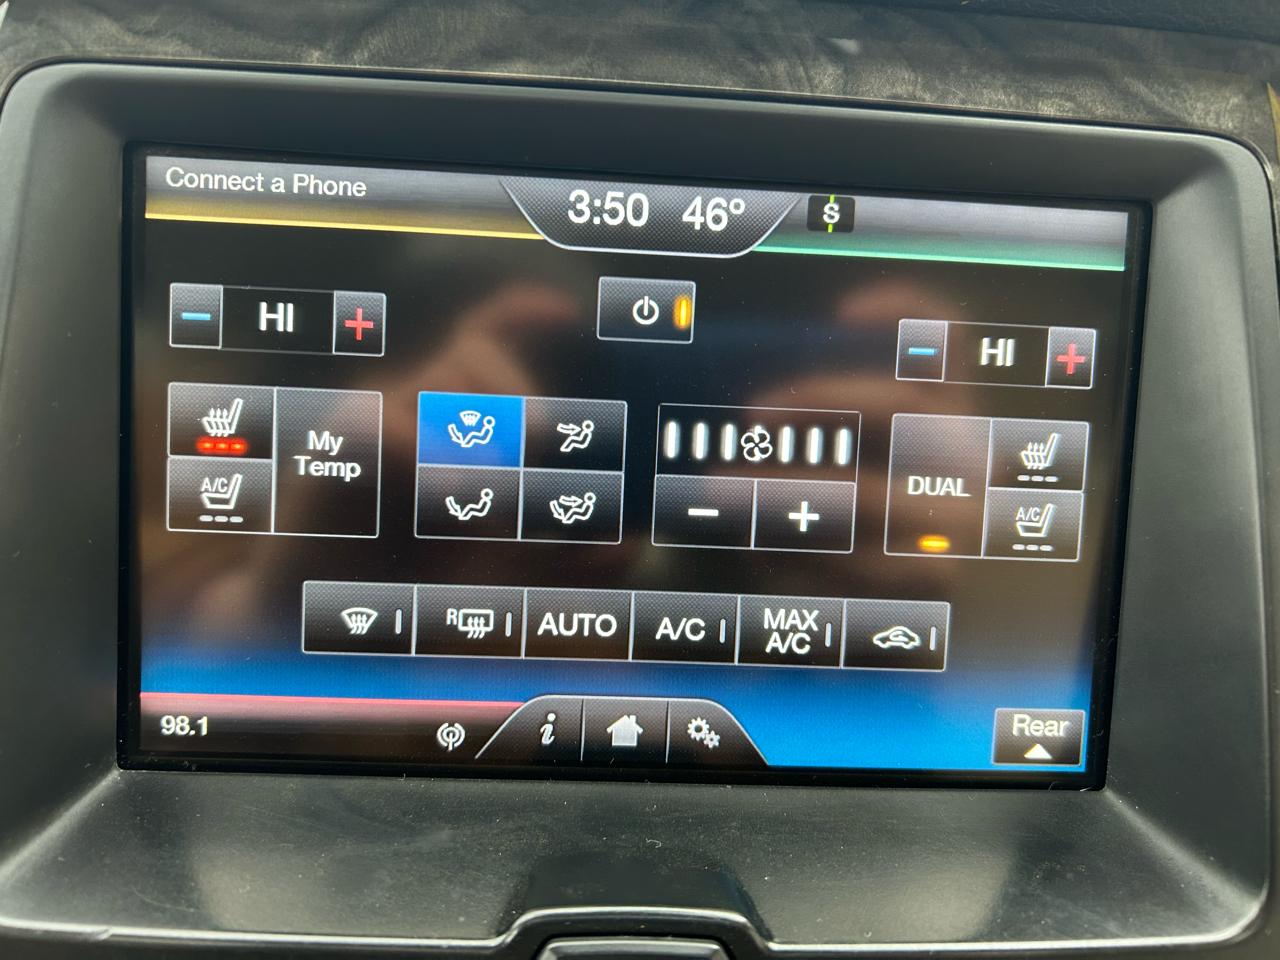 Connect a Phone
3:50 46° S
HI
HI
My
Temp
A/C
DUAL
A/C
R
AUTO
A/C
MAX
A/C
98.1
i
Rear